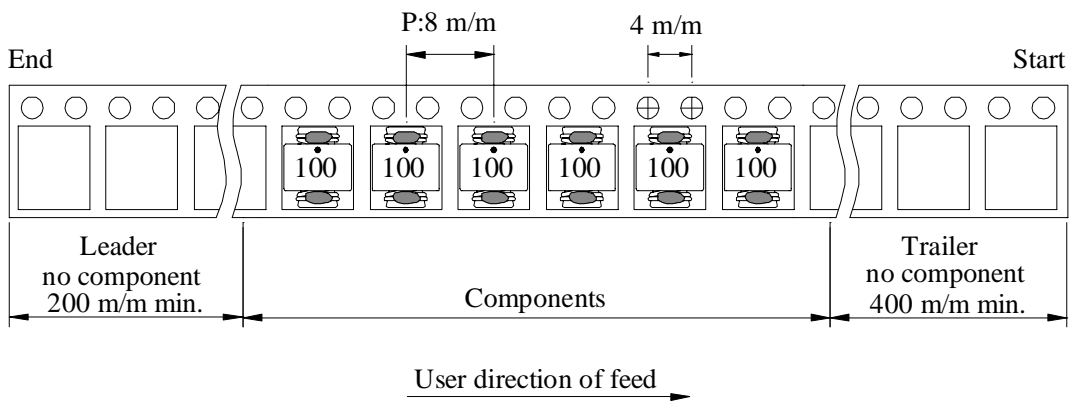 P:8 m/m
4 m/m
End
Start
100 100 100 100 100 100
Leader
no component
200 m/m min.
Components
Trailer
no component
400 m/m min.
User direction of feed